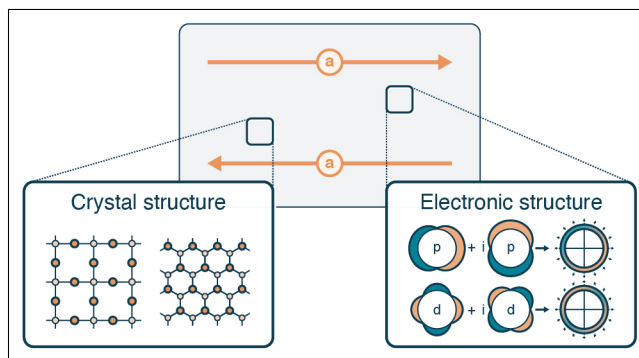 a
a
Crystal structure
Electronic structure
p + i p
d + i d